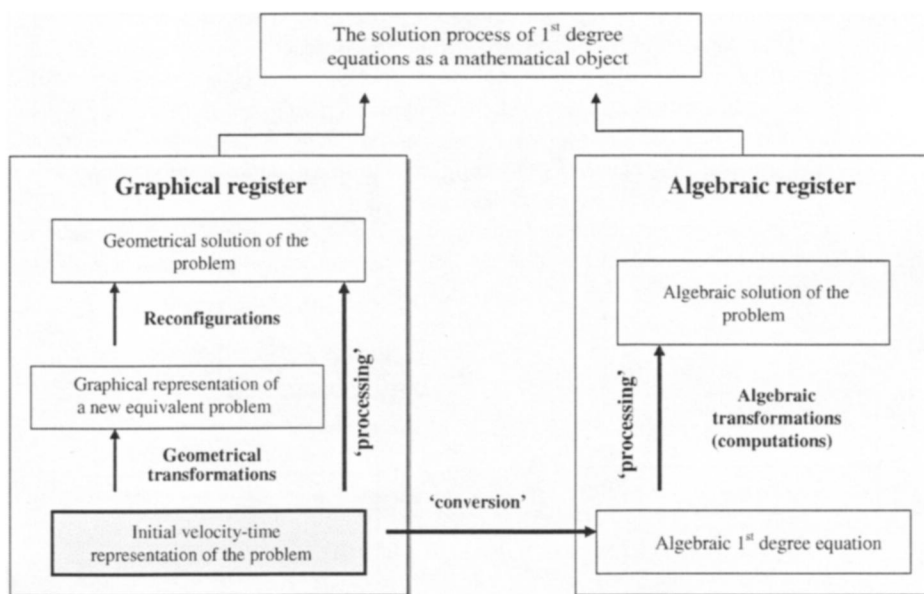 The solution process of 1st degree
equations as a mathematical object
Graphical register
Geometrical solution of the
problem
Reconfigurations
Graphical representation of
a new equivalent problem
Geometrical
transformations
'processing'
Initial velocity-time
representation of the problem
'conversion'
Algebraic register
Algebraic solution of the
problem
'processing'
Algebraic
transformations
(computations)
Algebraic 1st degree equation